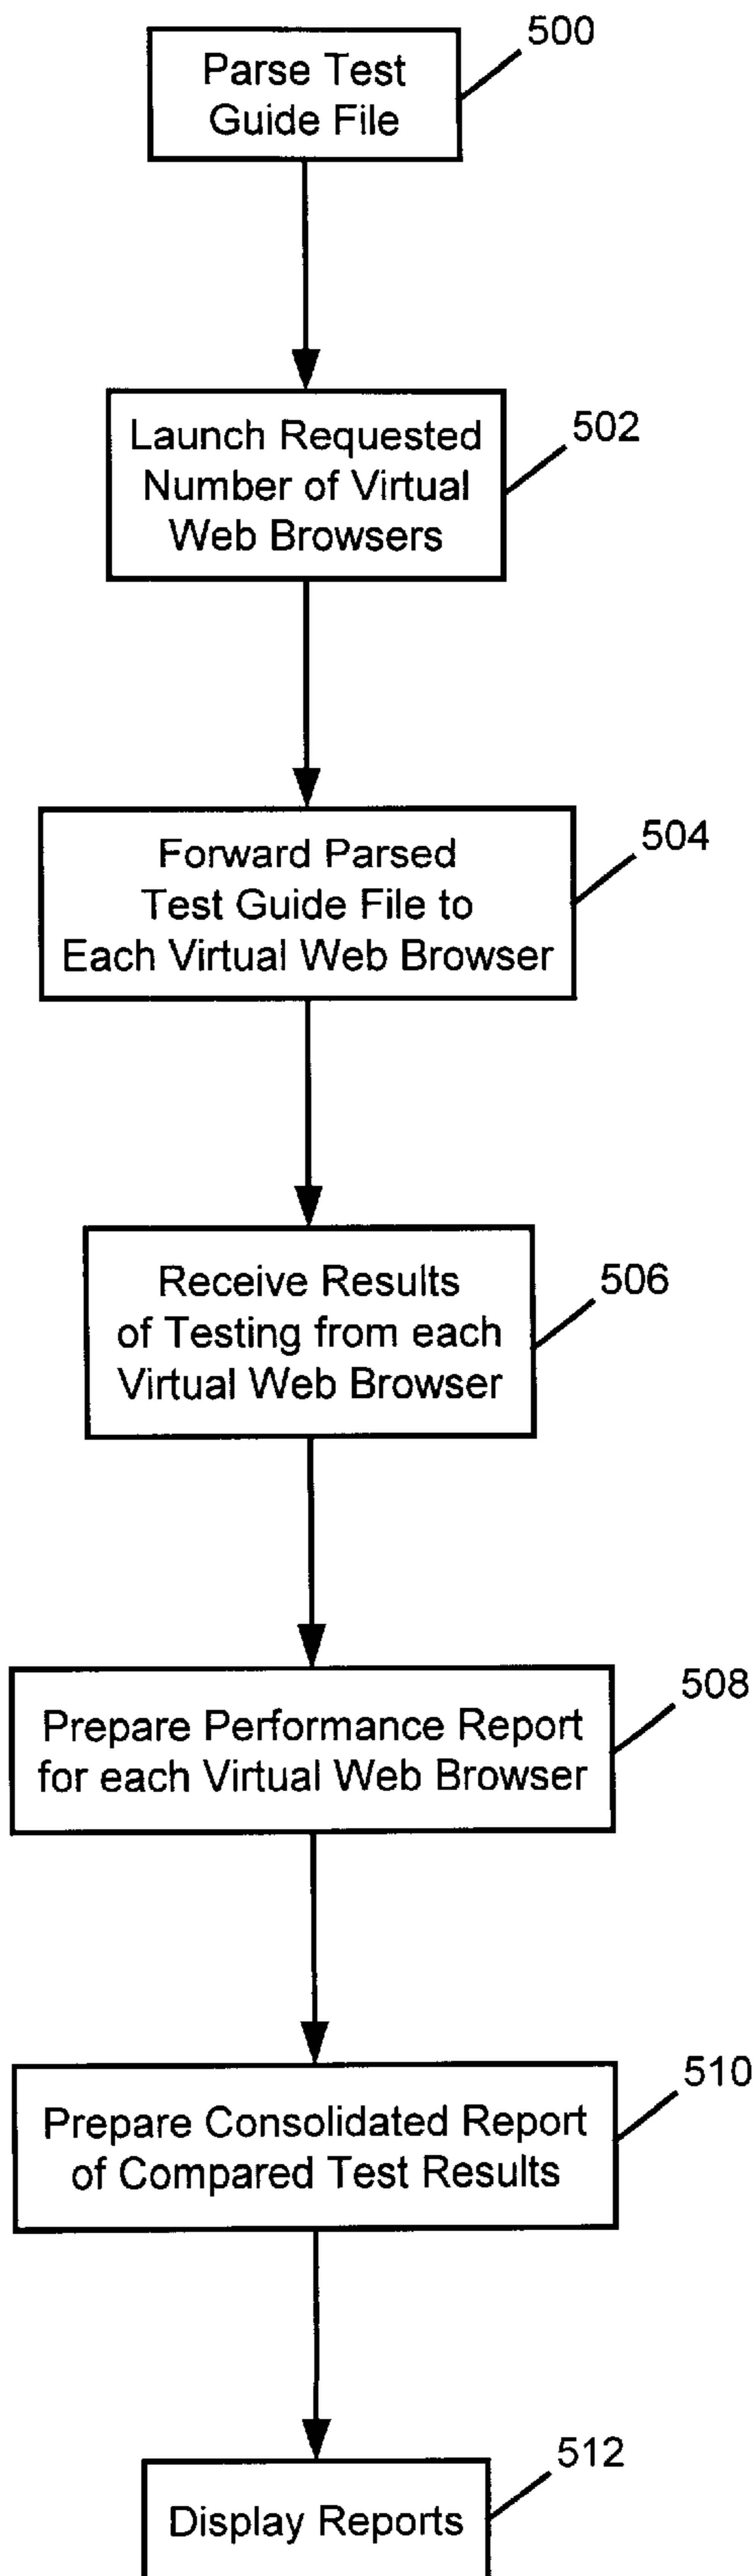 500
Parse Test
Guide File
502
Launch Requested
Number of Virtual
Web Browsers
504
Forward Parsed
Test Guide File to
Each Virtual Web Browser
506
Receive Results
of Testing from each
Virtual Web Browser
508
Prepare Performance Report
for each Virtual Web Browser
510
Prepare Consolidated Report
of Compared Test Results
512
Display Reports